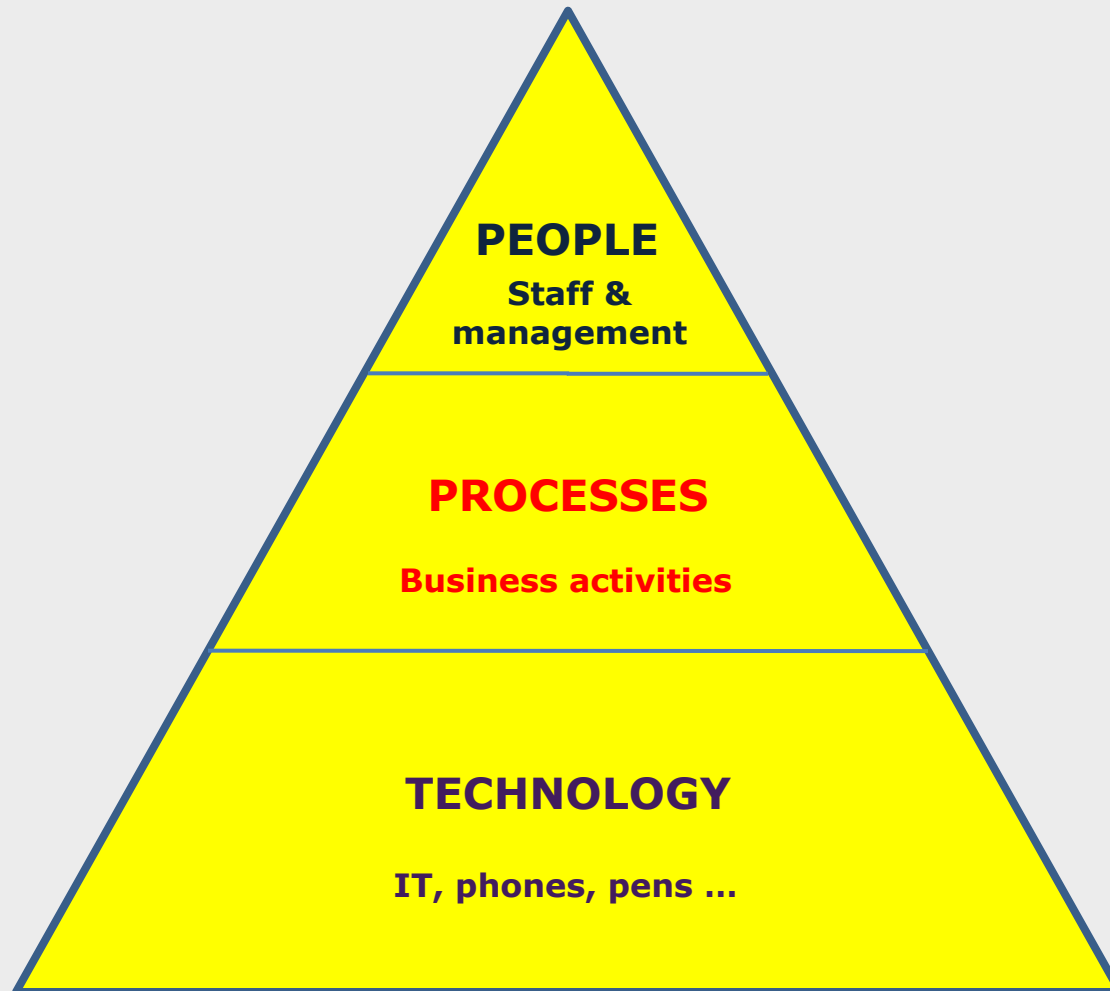 PEOPLE
Staff &
management
PROCESSES
Business activities
TECHNOLOGY
IT, phones, pens ...